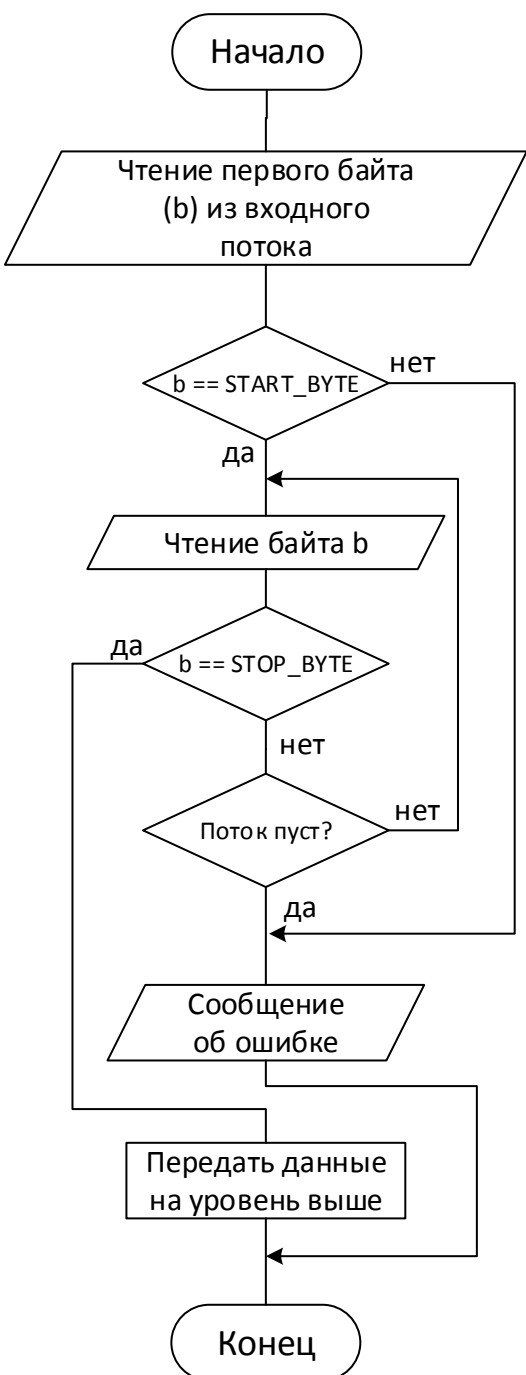 Начало
Чтение первого байта
(b) из входного
потока
b == START_BYTE
нет
да
Чтение байта b
да
b == STOP_BYTE
нет
Поток пуст?
нет
да
Сообщение
об ошибке
Передать данные
на уровень выше
Конец